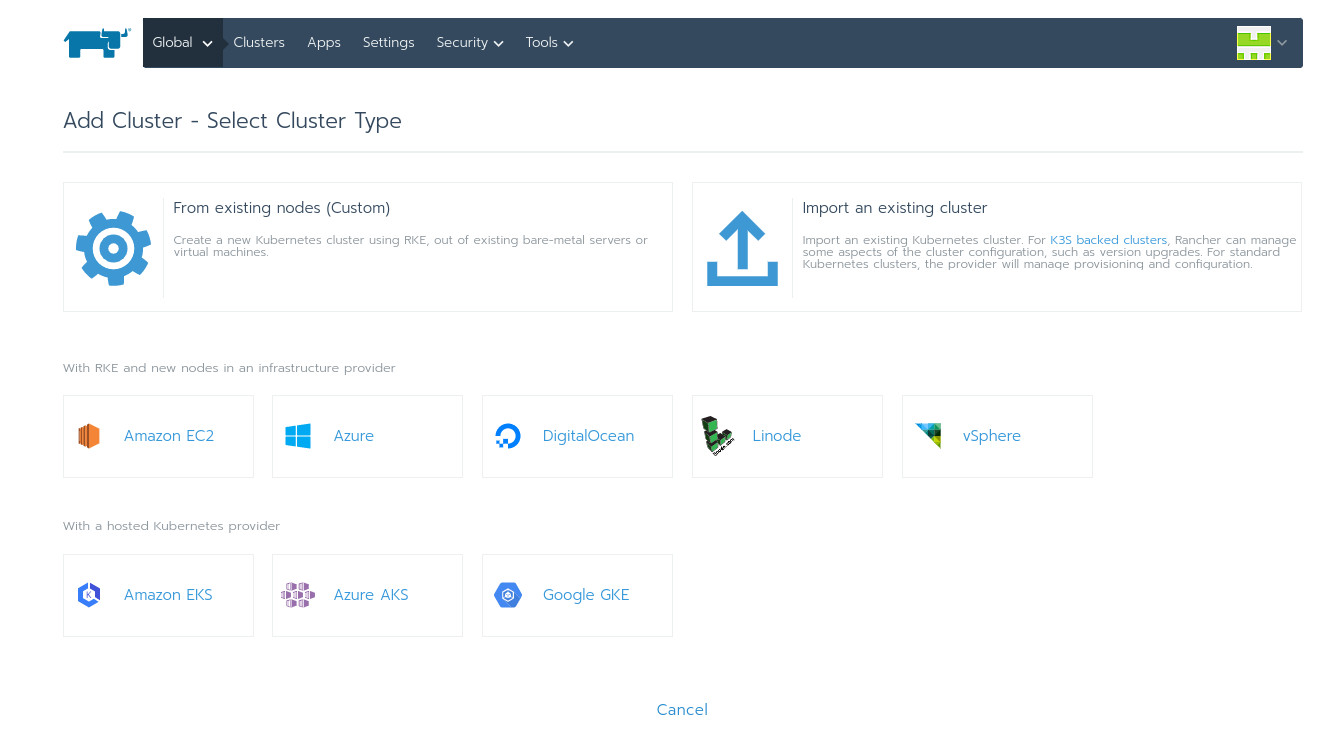 Global Clusters Apps Settings Security Tools
Add Cluster - Select Cluster Type
From existing nodes (Custom)
Create a new Kubernetes cluster using RKE, out of existing bare-metal servers or
virtual machines.
Import an existing cluster
Import an existing Kubernetes cluster. For K3S backed clusters, Rancher can manage
some aspects of the cluster configuration, such as version upgrades. For standard
Kubernetes clusters, the provider will manage provisioning and configuration.
With RKE and new nodes in an infrastructure provider
Amazon EC2 Azure DigitalOcean Linode vSphere
With a hosted Kubernetes provider
Amazon EKS Azure AKS Google GKE
Cancel